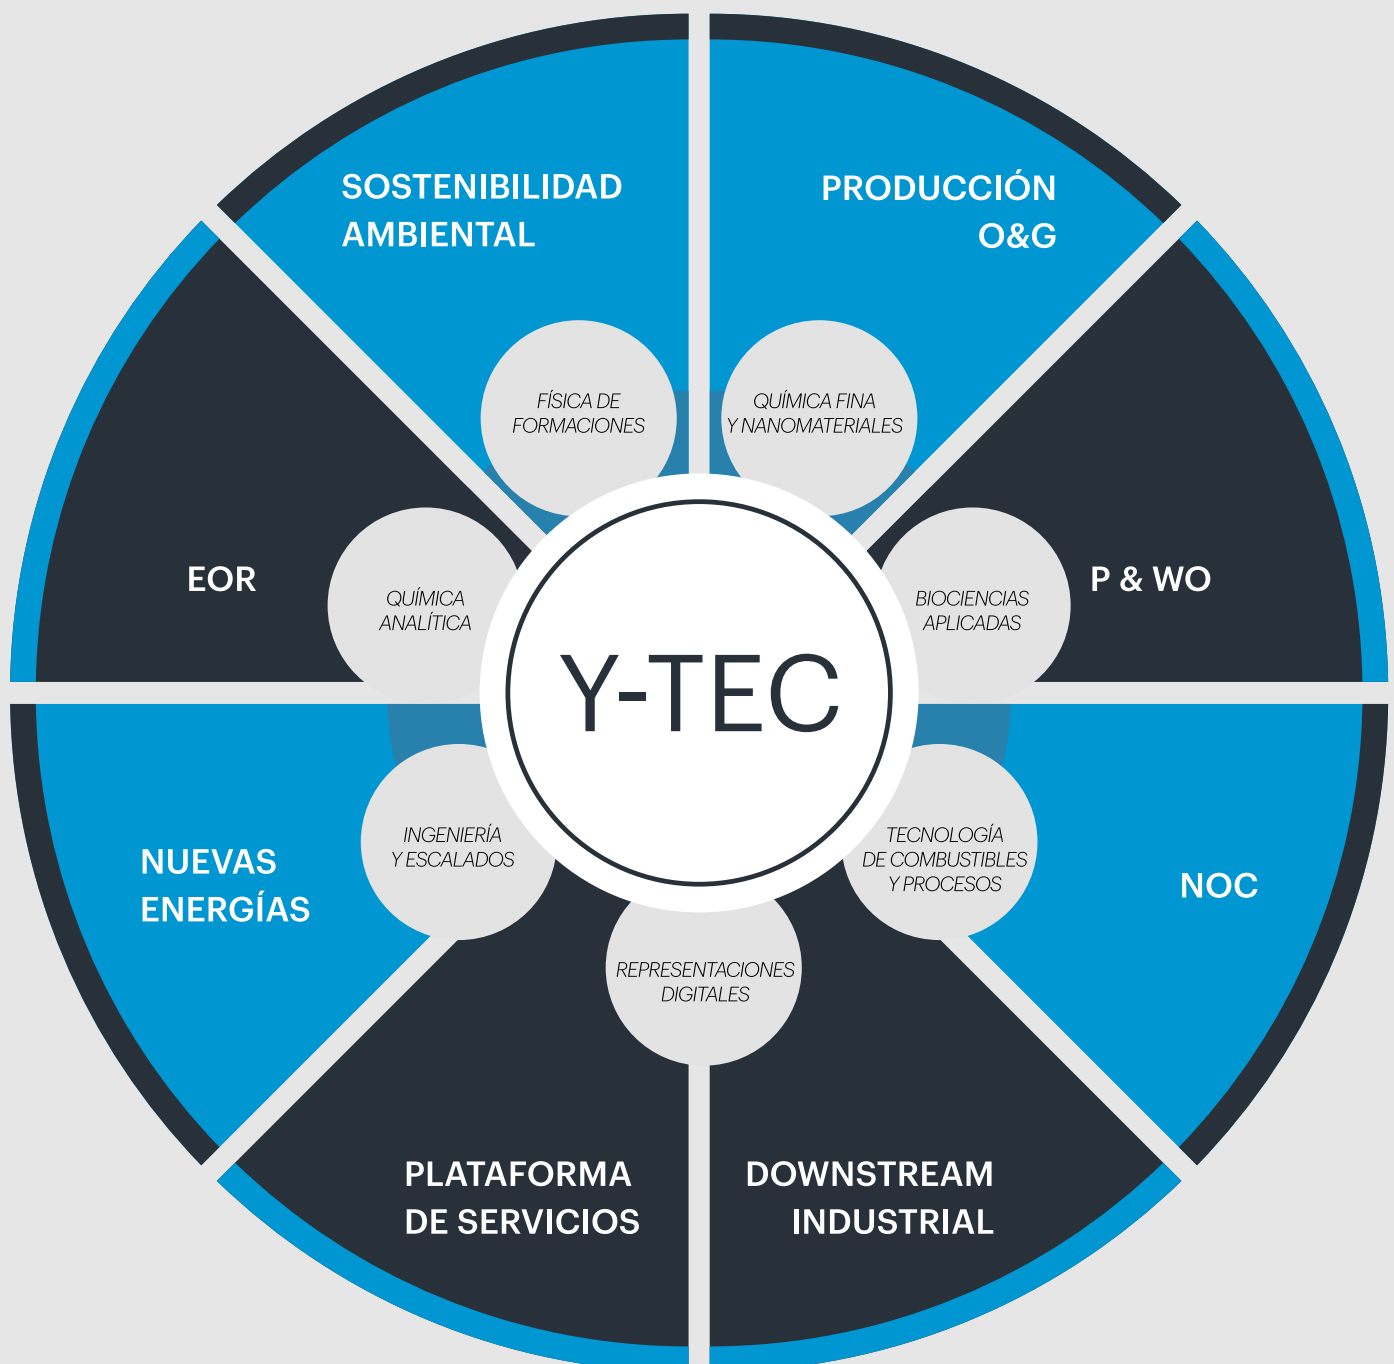 SOSTENIBILIDAD
AMBIENTAL
PRODUCCIÓN
O&G
FÍSICA DE
FORMACIONES
QUÍMICA FINA
Y NANOMATERIALES
EOR
QUÍMICA
ANALÍTICA
BIOCIENCIAS
APLICADAS
P & WO
Y-TEC
NUEVAS
ENERGÍAS
INGENIERÍA
Y ESCALADOS
TECNOLOGÍA
DE COMBUSTIBLES
Y PROCESOS
NOC
REPRESENTACIONES
DIGITALES
PLATAFORMA
DE SERVICIOS
DOWNSTREAM
INDUSTRIAL